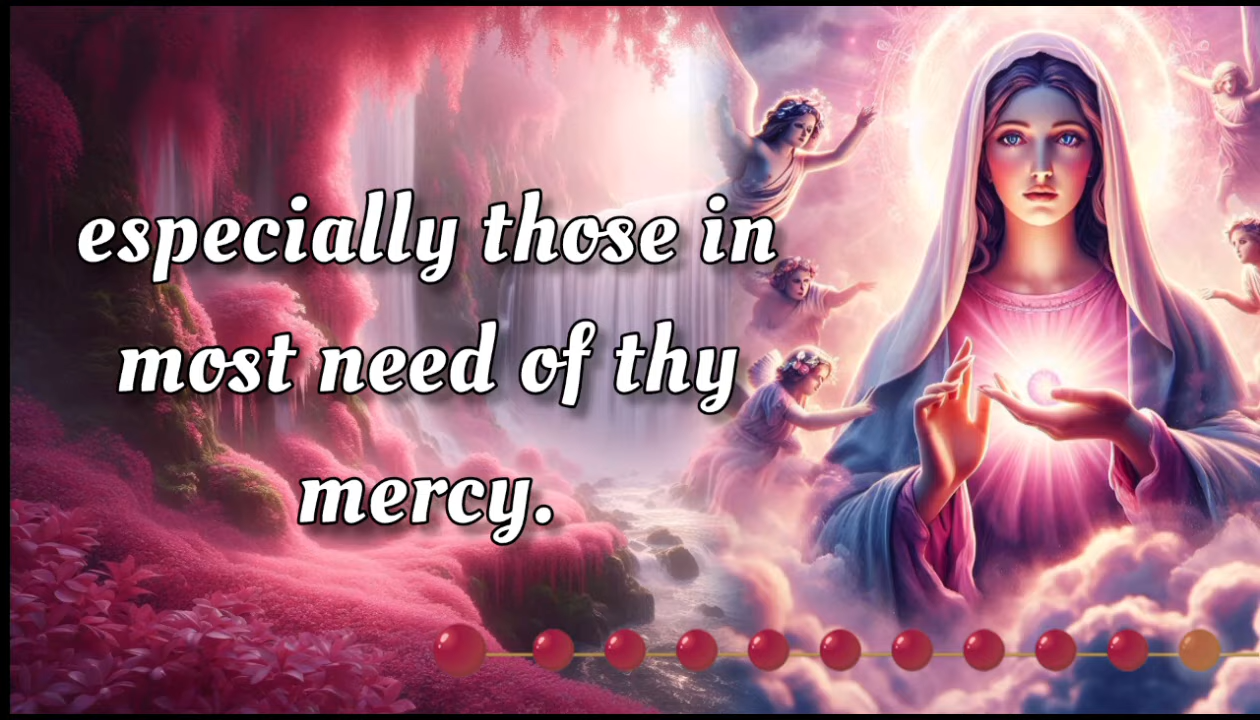 especially those in
most need of thy
mercy.